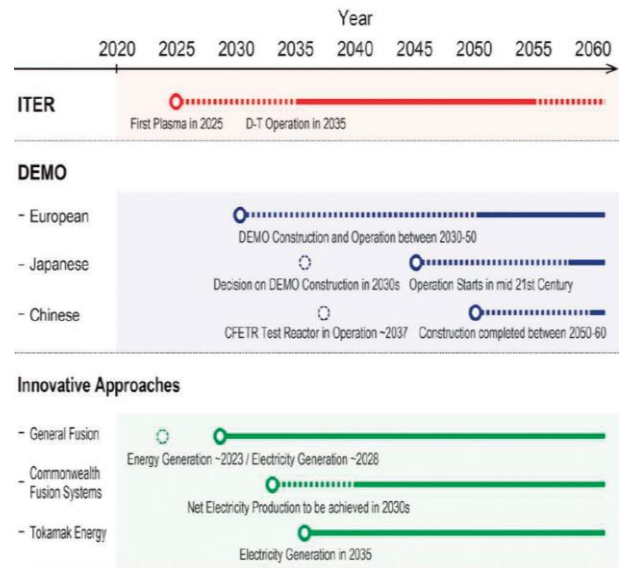 Year
2020 2025 2030 2035 2040 2045 2050 2055 2060
ITER
First Plasma in 2025 D-T Operation in 2035
DEMO
- European
DEMO Construction and Operation between 2030-50
- Japanese
Decision on DEMO Construction in 2030s Operation Starts in mid 21st Century
- Chinese
CFETR Test Reactor in Operation ~2037 Construction completed between 2050-60
Innovative Approaches
- General Fusion
Energy Generation ~2023 / Electricity Generation ~2028
- Commonwealth
Fusion Systems
Net Electricity Production to be achieved in 2030s
- Tokamak Energy
Electricity Generation in 2035